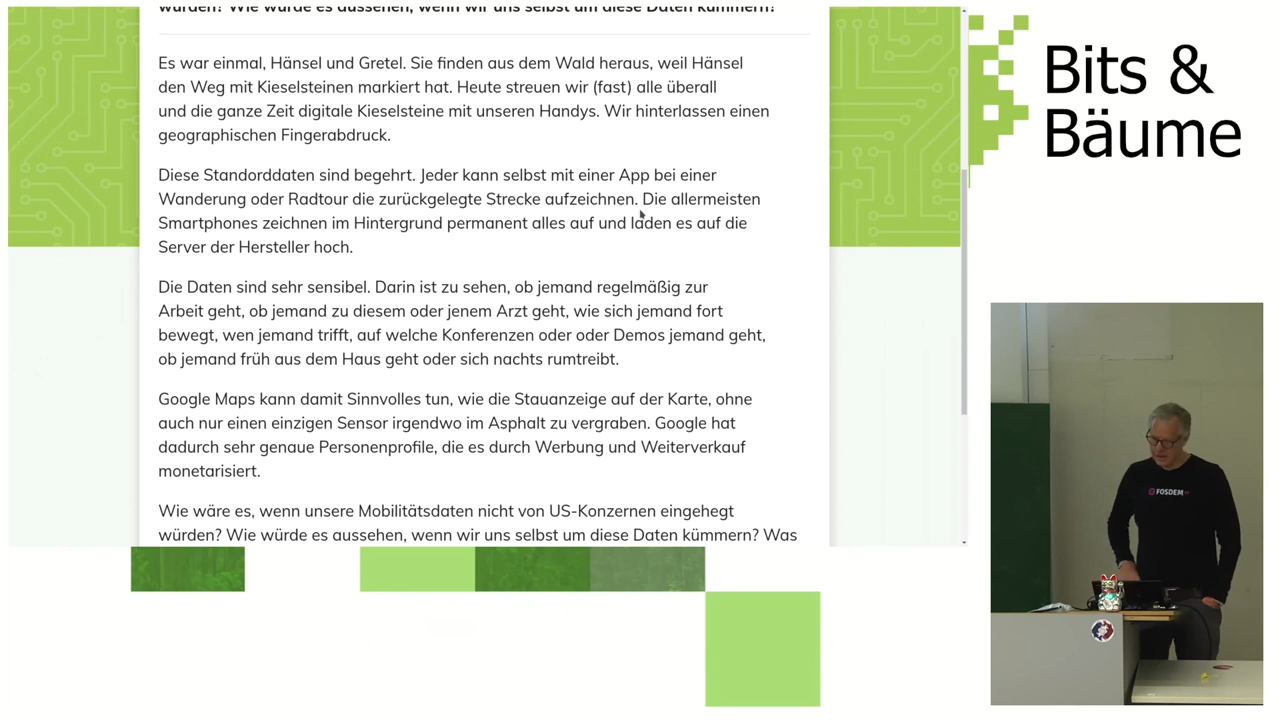 würden? Wie würde es aussehen, wenn wir uns selbst um diese Daten kümmern?
Es war einmal, Hänsel und Gretel. Sie finden aus dem Wald heraus, weil Hänsel
den Weg mit Kieselsteinen markiert hat. Heute streuen wir (fast) alle überall
und die ganze Zeit digitale Kieselsteine mit unseren Handys. Wir hinterlassen einen
geographischen Fingerabdruck.
Diese Standorddaten sind begehrt. Jeder kann selbst mit einer App bei einer
Wanderung oder Radtour die zurückgelegte Strecke aufzeichnen. Die allermeisten
Smartphones zeichnen im Hintergrund permanent alles auf und laden es auf die
Server der Hersteller hoch.
Die Daten sind sehr sensibel. Darin ist zu sehen, ob jemand regelmäßig zur
Arbeit geht, ob jemand zu diesem oder jenem Arzt geht, wie sich jemand fort
bewegt, wen jemand trifft, auf welche Konferenzen oder oder Demos jemand geht,
ob jemand früh aus dem Haus geht oder sich nachts rumtreibt.
Google Maps kann damit Sinnvolles tun, wie die Stauanzeige auf der Karte, ohne
auch nur einen einzigen Sensor irgendwo im Asphalt zu vergraben. Google hat
dadurch sehr genaue Personenprofile, die es durch Werbung und Weiterverkauf
monetarisiert.
Wie wäre es, wenn unsere Mobilitätsdaten nicht von US-Konzernen eingehegt
würden? Wie würde es aussehen, wenn wir uns selbst um diese Daten kümmern? Was
Bits &
Bäume
FOSDEM